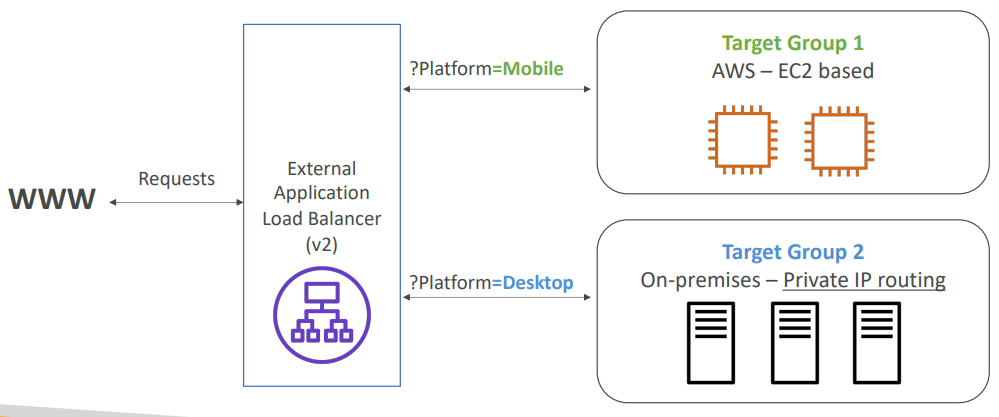 WWW
Requests
External
Application
Load Balancer
(v2)
?Platform=Mobile
Target Group 1
AWS – EC2 based
?Platform=Desktop
Target Group 2
On-premises – Private IP routing